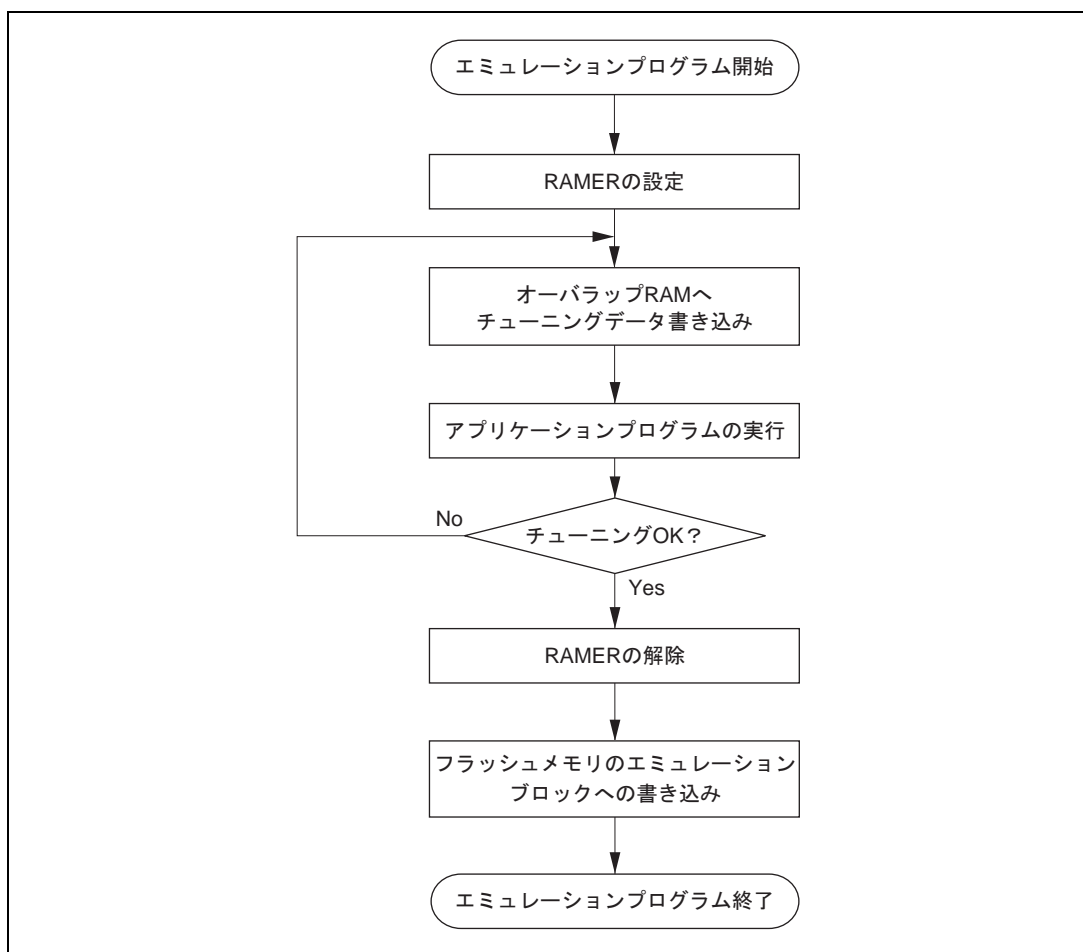 エミュレーションプログラム開始
RAMERの設定
オーバラップRAMへ
チューニングデータ書き込み
アプリケーションプログラムの実行
No
チューニングOK？
Yes
RAMERの解除
フラッシュメモリのエミュレーション
ブロックへの書き込み
エミュレーションプログラム終了